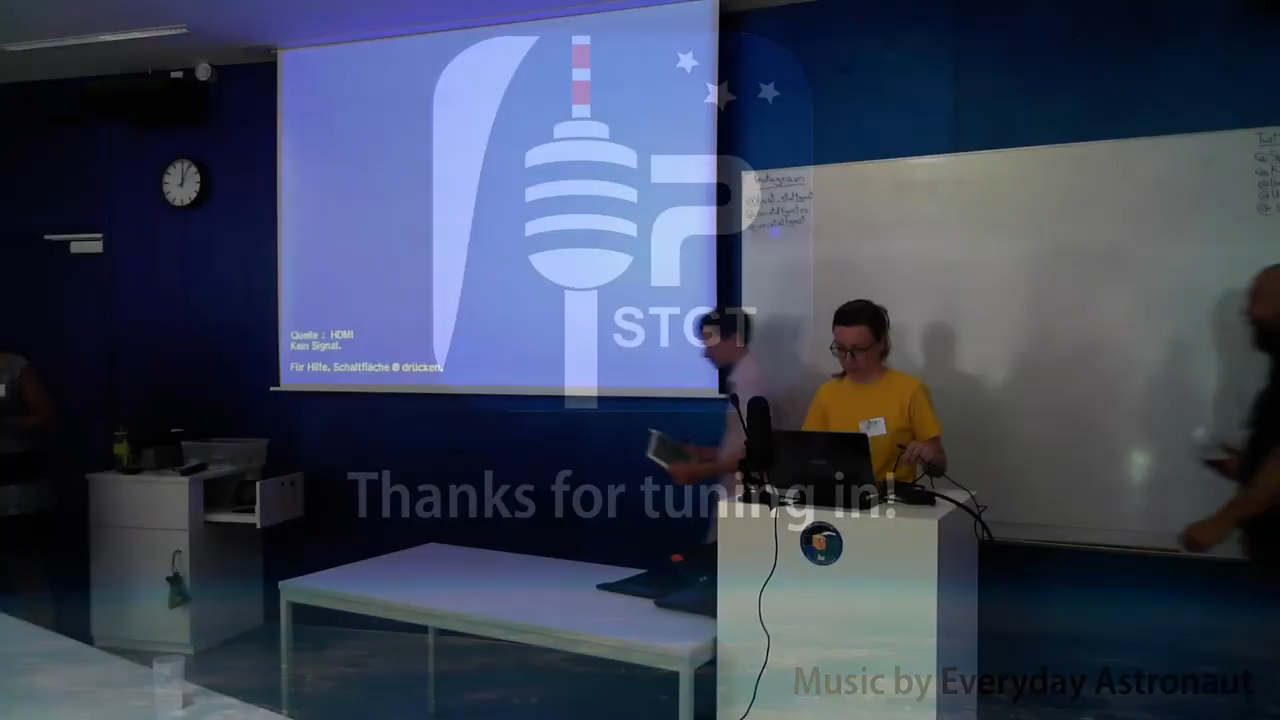 STGT
Instagram
Quelle : HDMI
Kein Signal.
Für Hilfe, Schaltfläche @ drücken.
Thanks for tuning in!
Music by Everyday Astronaut